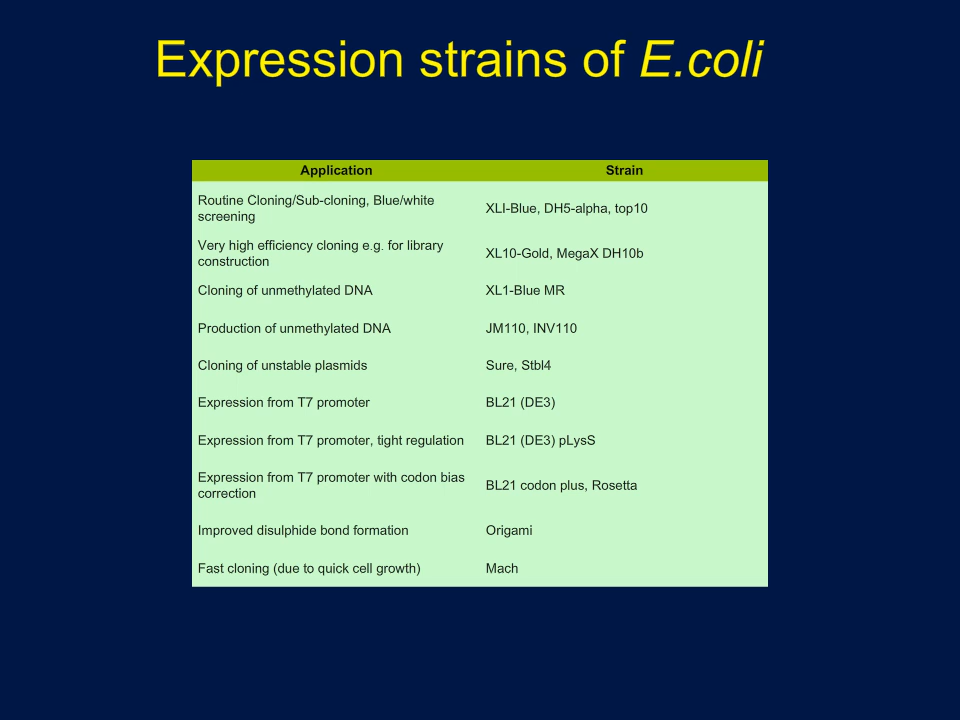 Expression strains of E.coli
Application Strain
Routine Cloning/Sub-cloning, Blue/white
screening
XLI-Blue, DH5-alpha, top10
Very high efficiency cloning e.g. for library
construction
XL10-Gold, MegaX DH10b
Cloning of unmethylated DNA XL1-Blue MR
Production of unmethylated DNA JM110, INV110
Cloning of unstable plasmids Sure, Stbl4
Expression from T7 promoter BL21 (DE3)
Expression from T7 promoter, tight regulation BL21 (DE3) pLysS
Expression from T7 promoter with codon bias
correction
BL21 codon plus, Rosetta
Improved disulphide bond formation Origami
Fast cloning (due to quick cell growth) Mach